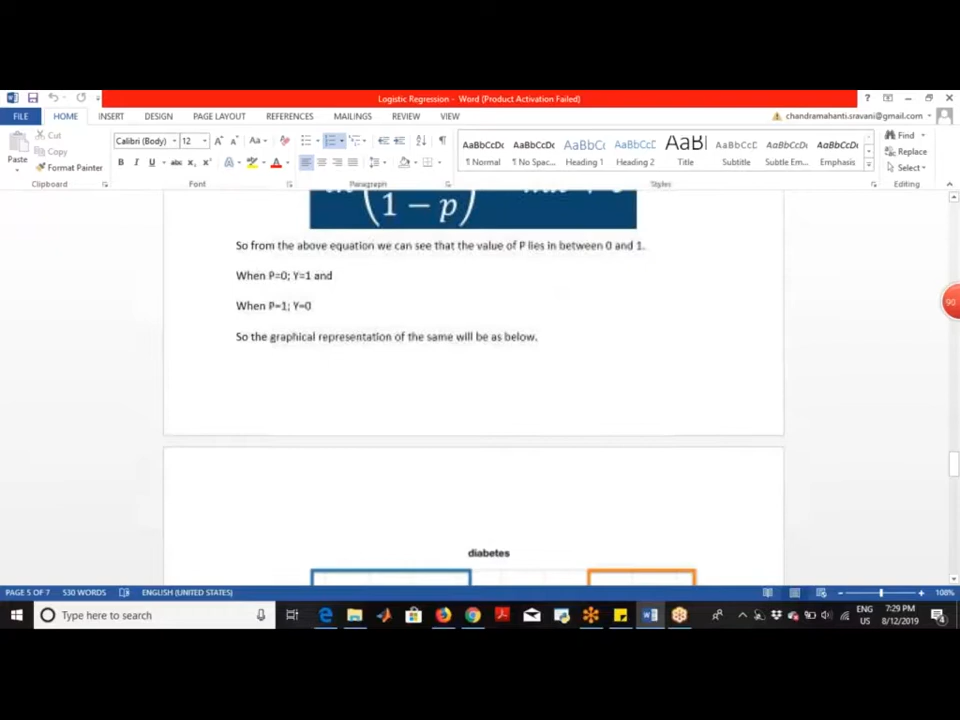 Logistic Regression - Word (Product Activation Failed)
FILE HOME INSERT DESIGN PAGE LAYOUT REFERENCES MAILINGS REVIEW VIEW chandramahanti.sravani@gmail.com
Paste
Cut
Copy
Format Painter
Clipboard
Calibri (Body) 12
Font
Paragraph
AaBbCcDc AaBbCcDc AaBbCc AaBbCcC AaBl AaBbCcD AaBbCcDc AaBbCcDc
¶ Normal ¶ No Spac... Heading 1 Heading 2 Title Subtitle Subtle Em... Emphasis
Styles
Find
Replace
Select
Editing
1 − p
So from the above equation we can see that the value of P lies in between 0 and 1.
When P=0; Y=1 and
When P=1; Y=0
So the graphical representation of the same will be as below.
diabetes
90
PAGE 5 OF 7 530 WORDS ENGLISH (UNITED STATES) 108%
Type here to search
ENG
US
7:29 PM
8/12/2019
4